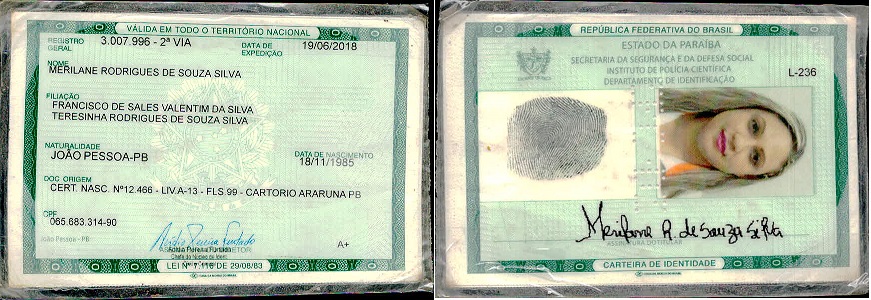 VÁLIDA EM TODO O TERRITÓRIO NACIONAL
REGISTRO GERAL 3.007.996 - 2ª VIA DATA DE EXPEDIÇÃO 19/06/2018
NOME
MERILANE RODRIGUES DE SOUZA SILVA
FILIAÇÃO
FRANCISCO DE SALES VALENTIM DA SILVA
TERESINHA RODRIGUES DE SOUZA SILVA
NATURALIDADE DATA DE NASCIMENTO
JOÃO PESSOA-PB 18/11/1985
DOC ORIGEM
CERT. NASC. Nº12.466 - LIV.A-13 - FLS.99 - CARTORIO ARARUNA PB
CPF
065.683.314-90
João Pessoa - PB A+
LEI Nº 7.116 DE 29/08/83
REPÚBLICA FEDERATIVA DO BRASIL
ESTADO DA PARAÍBA
SECRETARIA DA SEGURANÇA E DA DEFESA SOCIAL
INSTITUTO DE POLÍCIA CIENTÍFICA
DEPARTAMENTO DE IDENTIFICAÇÃO
L-236
Merilane R. de Souza Silva
ASSINATURA DO TITULAR
CARTEIRA DE IDENTIDADE